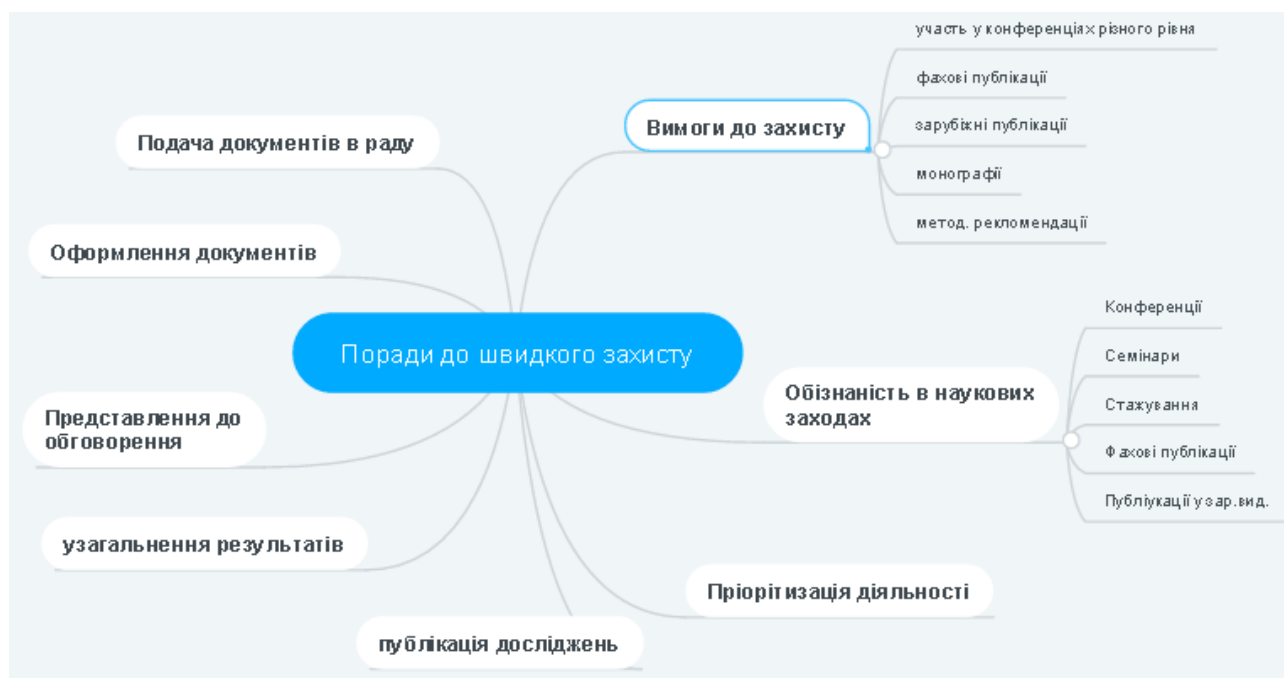 участь у конференціях різного рівня
фахові публікації
Вимоги до захисту
зарубіжні публікації
Подача документів в раду
монографії
метод. рекломендації
Оформлення документів
Конференції
Поради до швидкого захисту
Семінари
Обізнаність в наукових
заходах
Стажування
Представлення до
обговорення
Фахові публікації
Публіукації у зар.вид.
узагальнення результатів
Пріорітизація діяльності
публікація досліджень